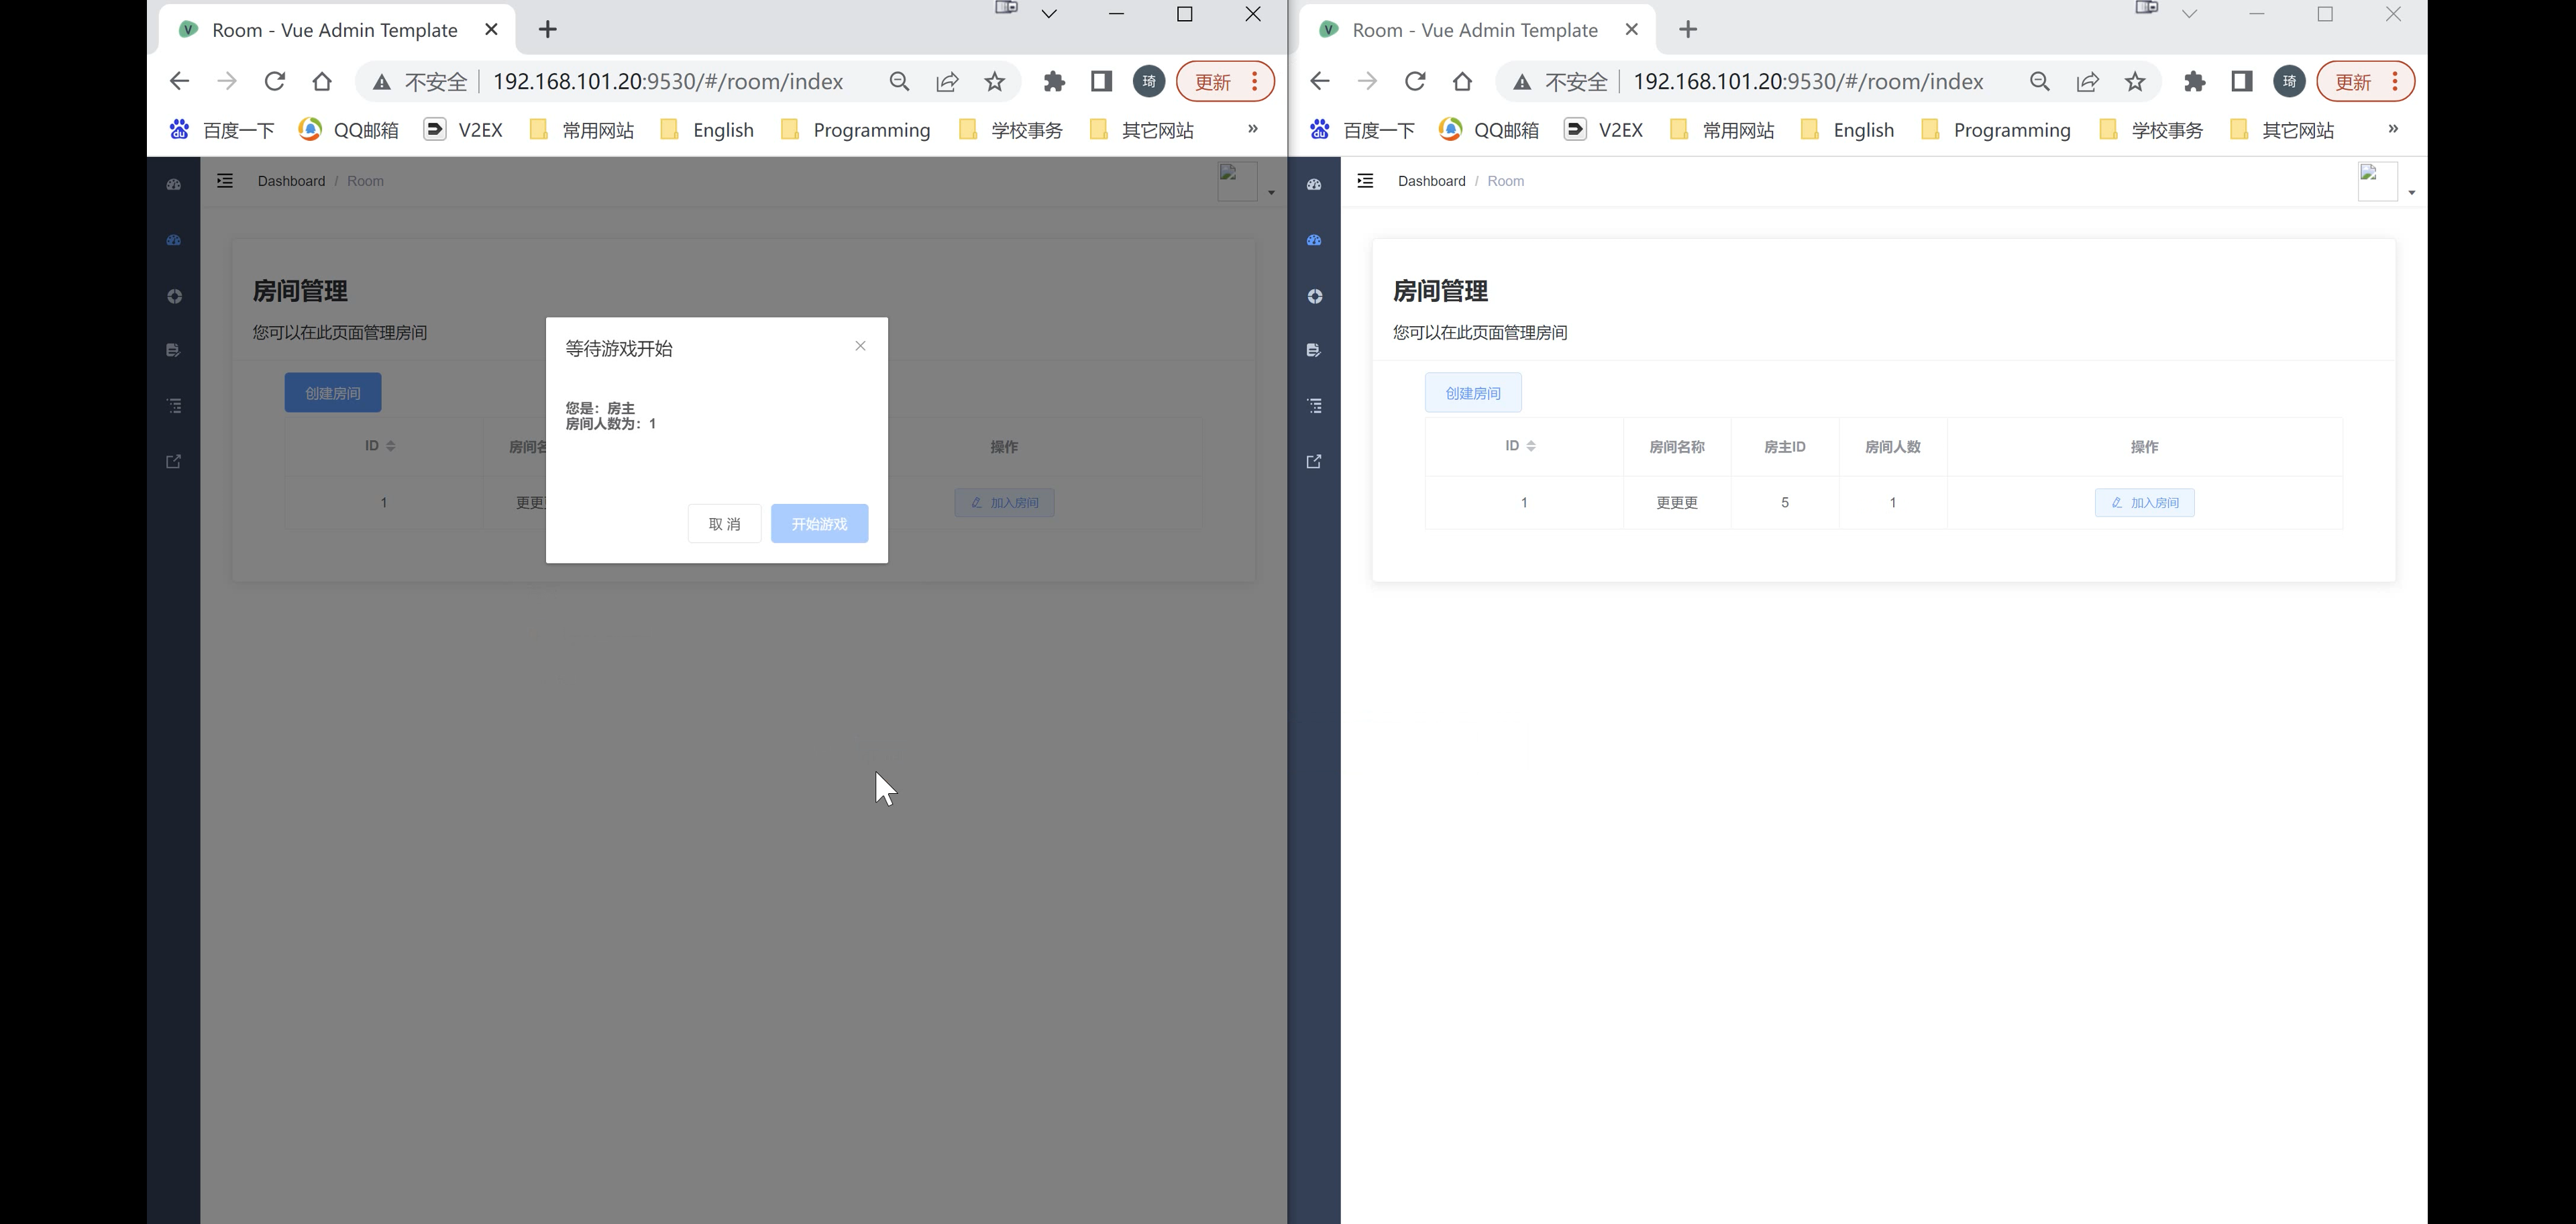 Room - Vue Admin Template
不安全 192.168.101.20:9530/#/room/index 琦 更新
百度一下 QQ邮箱 V2EX 常用网站 English Programming 学校事务 其它网站 »
Dashboard / Room
房间管理
您可以在此页面管理房间
创建房间
ID 房间名 操作
1 更更 加入房间
等待游戏开始
您是：房主
房间人数为：1
取 消 开始游戏
Room - Vue Admin Template
不安全 192.168.101.20:9530/#/room/index 琦 更新
百度一下 QQ邮箱 V2EX 常用网站 English Programming 学校事务 其它网站 »
Dashboard / Room
房间管理
您可以在此页面管理房间
创建房间
ID 房间名称 房主ID 房间人数 操作
1 更更更 5 1 加入房间